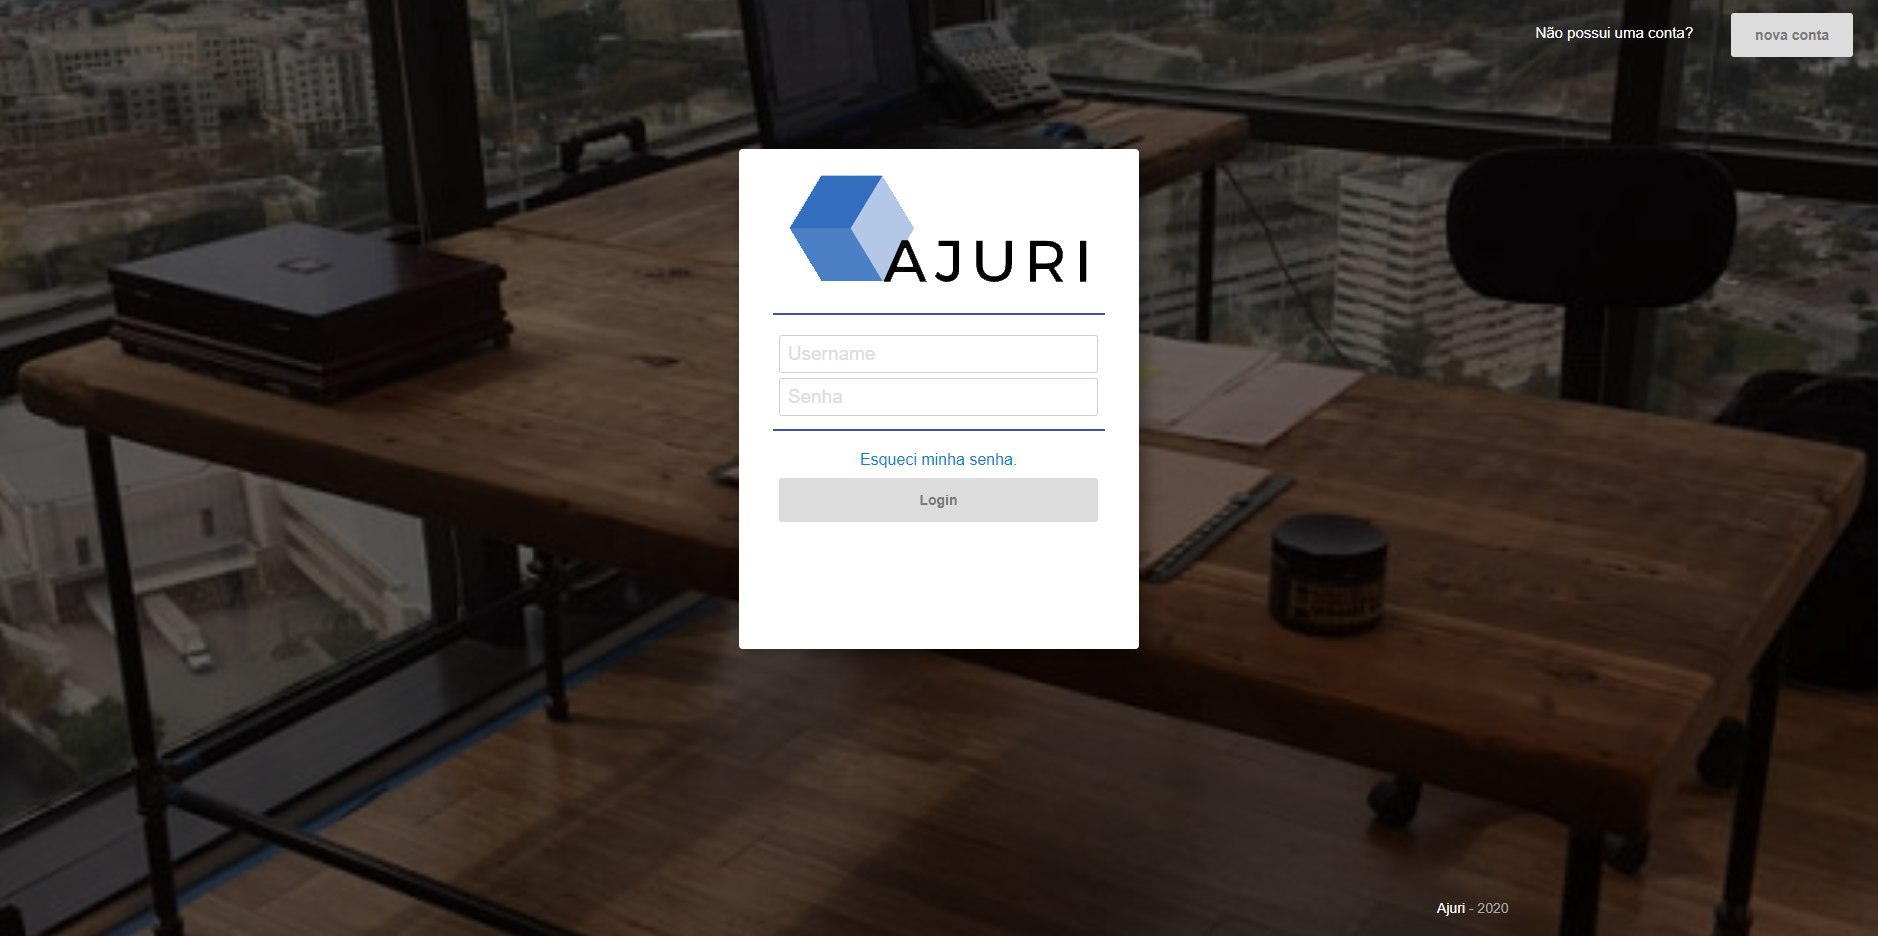 Não possui uma conta?
nova conta
AJURI
Username
Senha
Esqueci minha senha.
Login
Ajuri - 2020